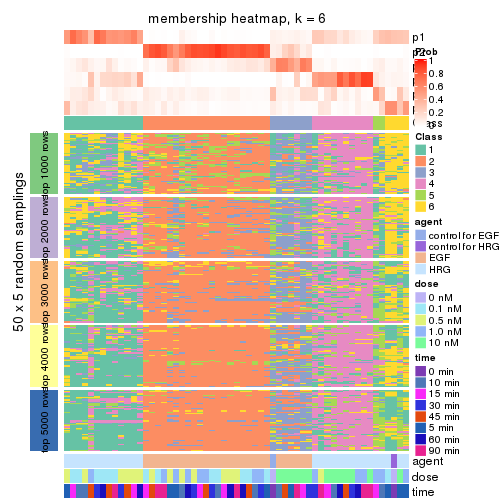 membership heatmap, k = 6
p1
p2
Prob
1
0.8
0.6
0.4
0.2
0
Class
1
2
3
4
5
6
50 x 5 random samplings
top 1000 rows
top 2000 rows
top 3000 rows
top 4000 rows
top 5000 rows
agent
control for EGF
control for HRG
EGF
HRG
dose
0 nM
0.1 nM
0.5 nM
1.0 nM
10 nM
time
0 min
10 min
15 min
30 min
45 min
5 min
60 min
90 min
agent
dose
time